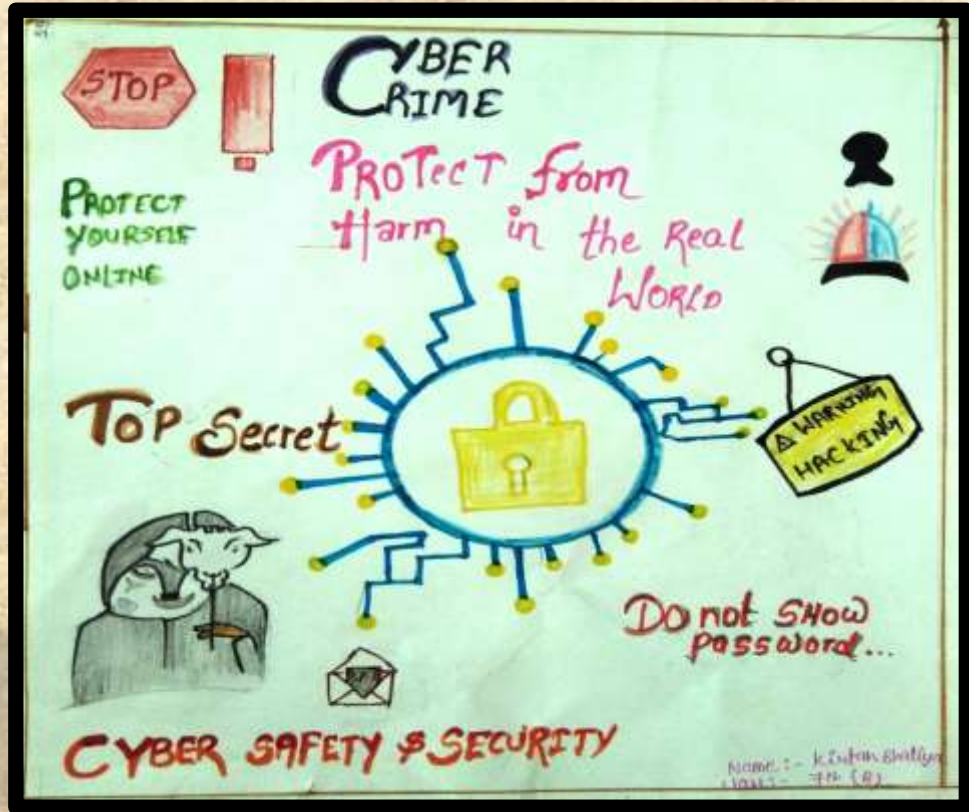 STOP
CYBER
CRIME
PROTECT from
Harm in the Real
WORLD
PROTECT
YOURSELF
ONLINE
TOP Secret
⚠ WARNING
HACKING
Do not SHOW
password...
CYBER SAFETY & SECURITY
Name :-
7th (B)